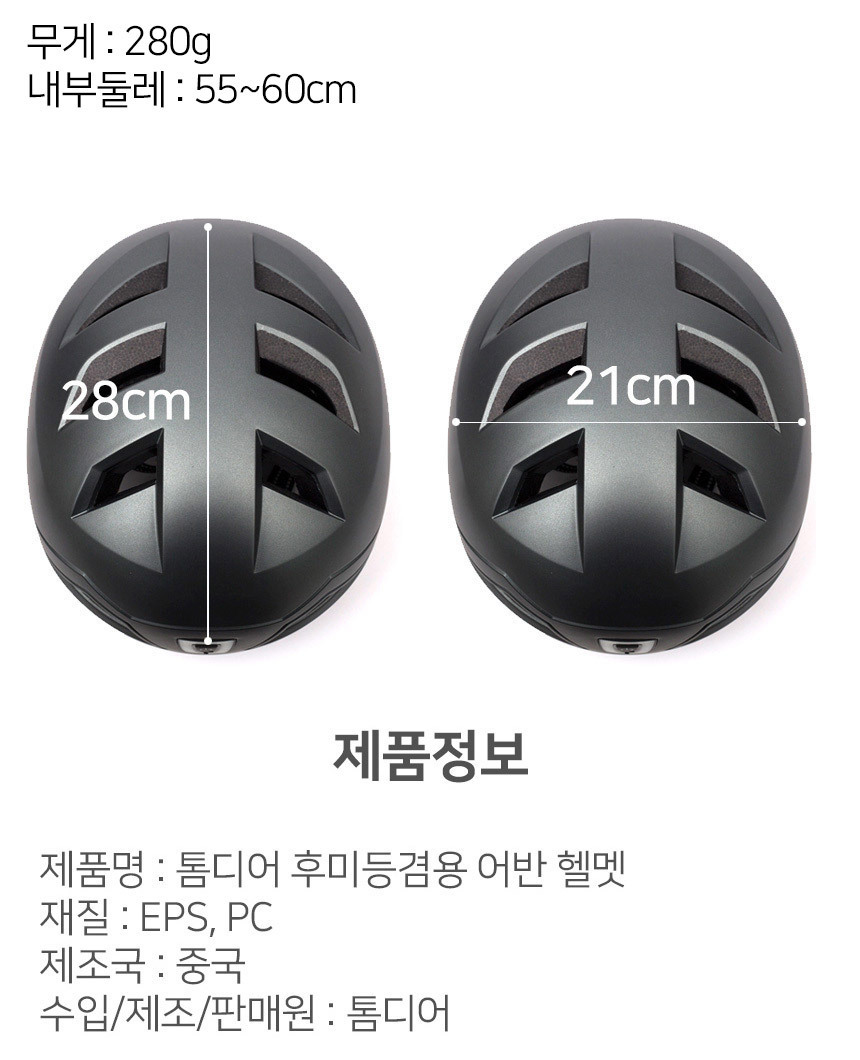 무게 : 280g
내부둘레 : 55~60cm
28cm
21cm
제품정보
제품명 : 톰디어 후미등겸용 어반 헬멧
재질 : EPS, PC
제조국 : 중국
수입/제조/판매원 : 톰디어